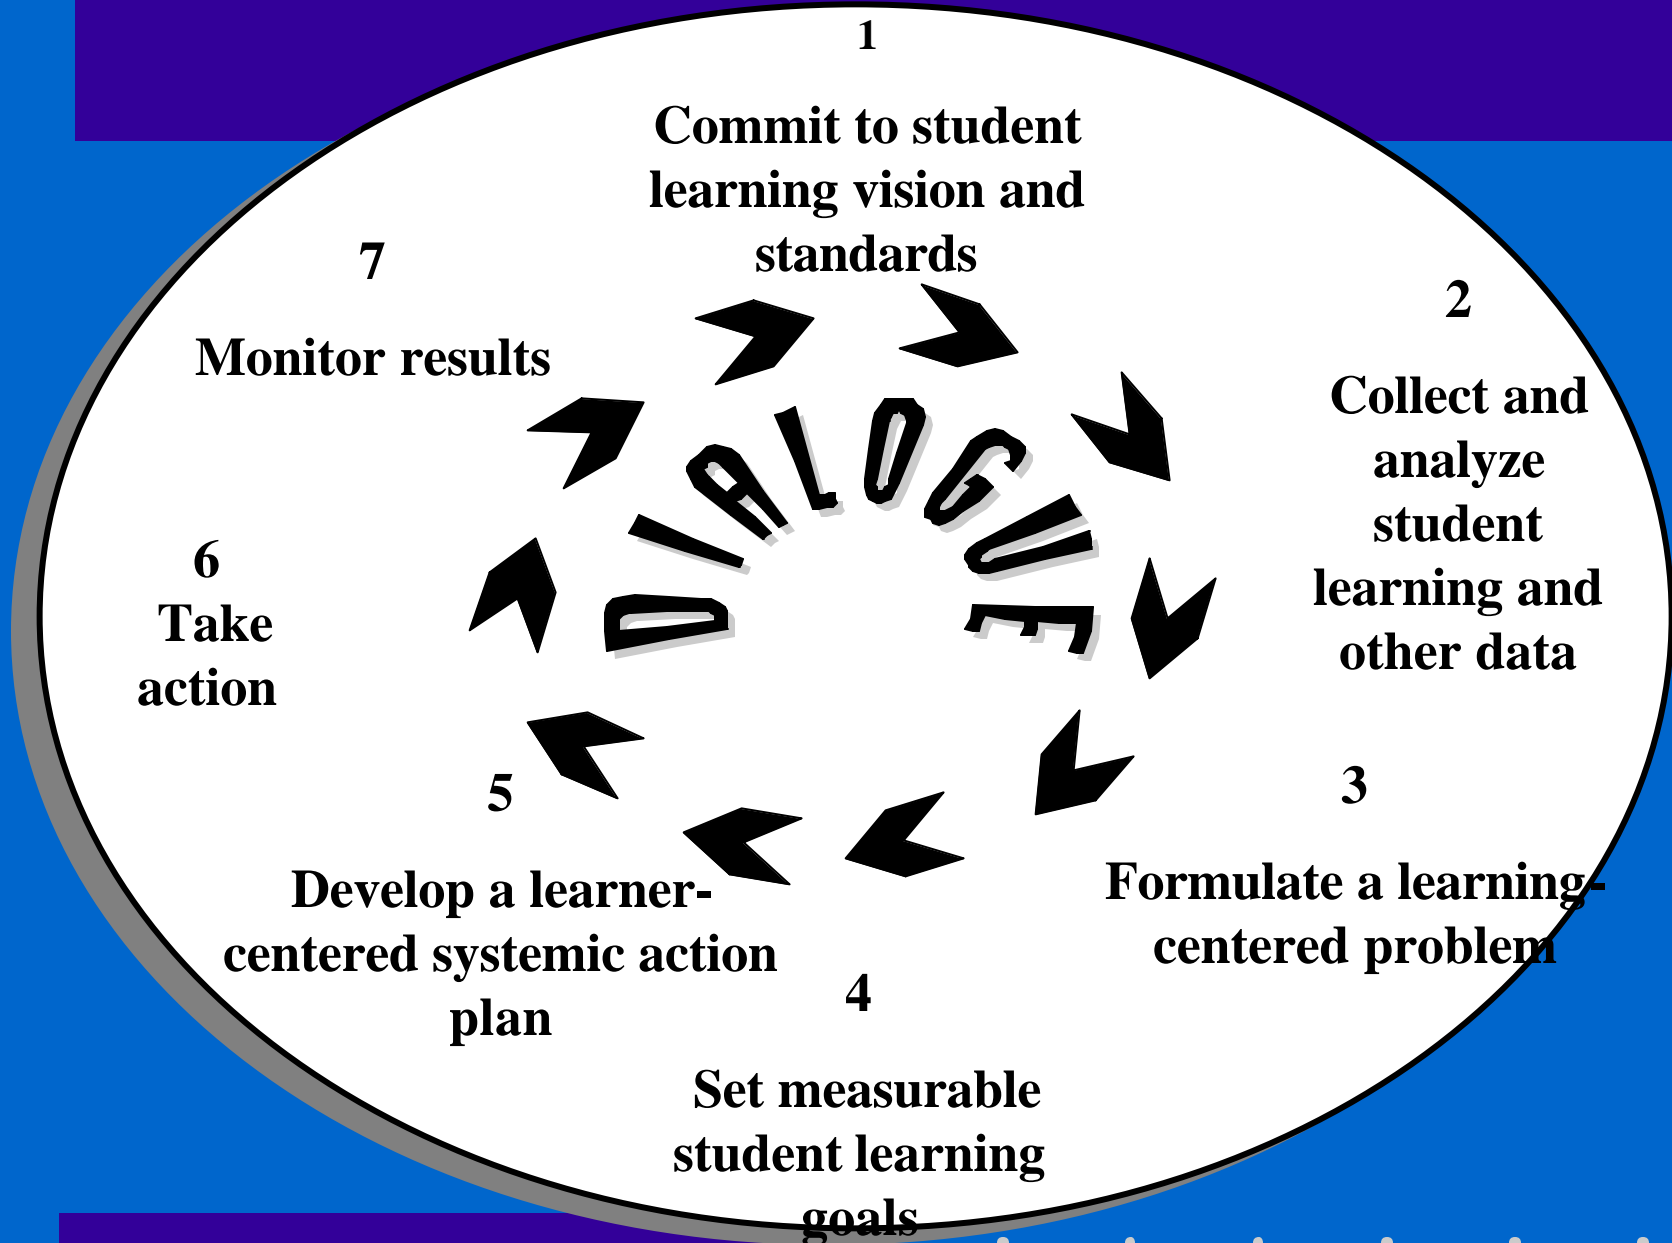 1
Commit to student
learning vision and
standards
2
Collect and
analyze
student
learning and
other data
3
Formulate a learning-
centered problem
4
Set measurable
student learning
goals
5
Develop a learner-
centered systemic action
plan
6
Take
action
7
Monitor results
DIALOGUE